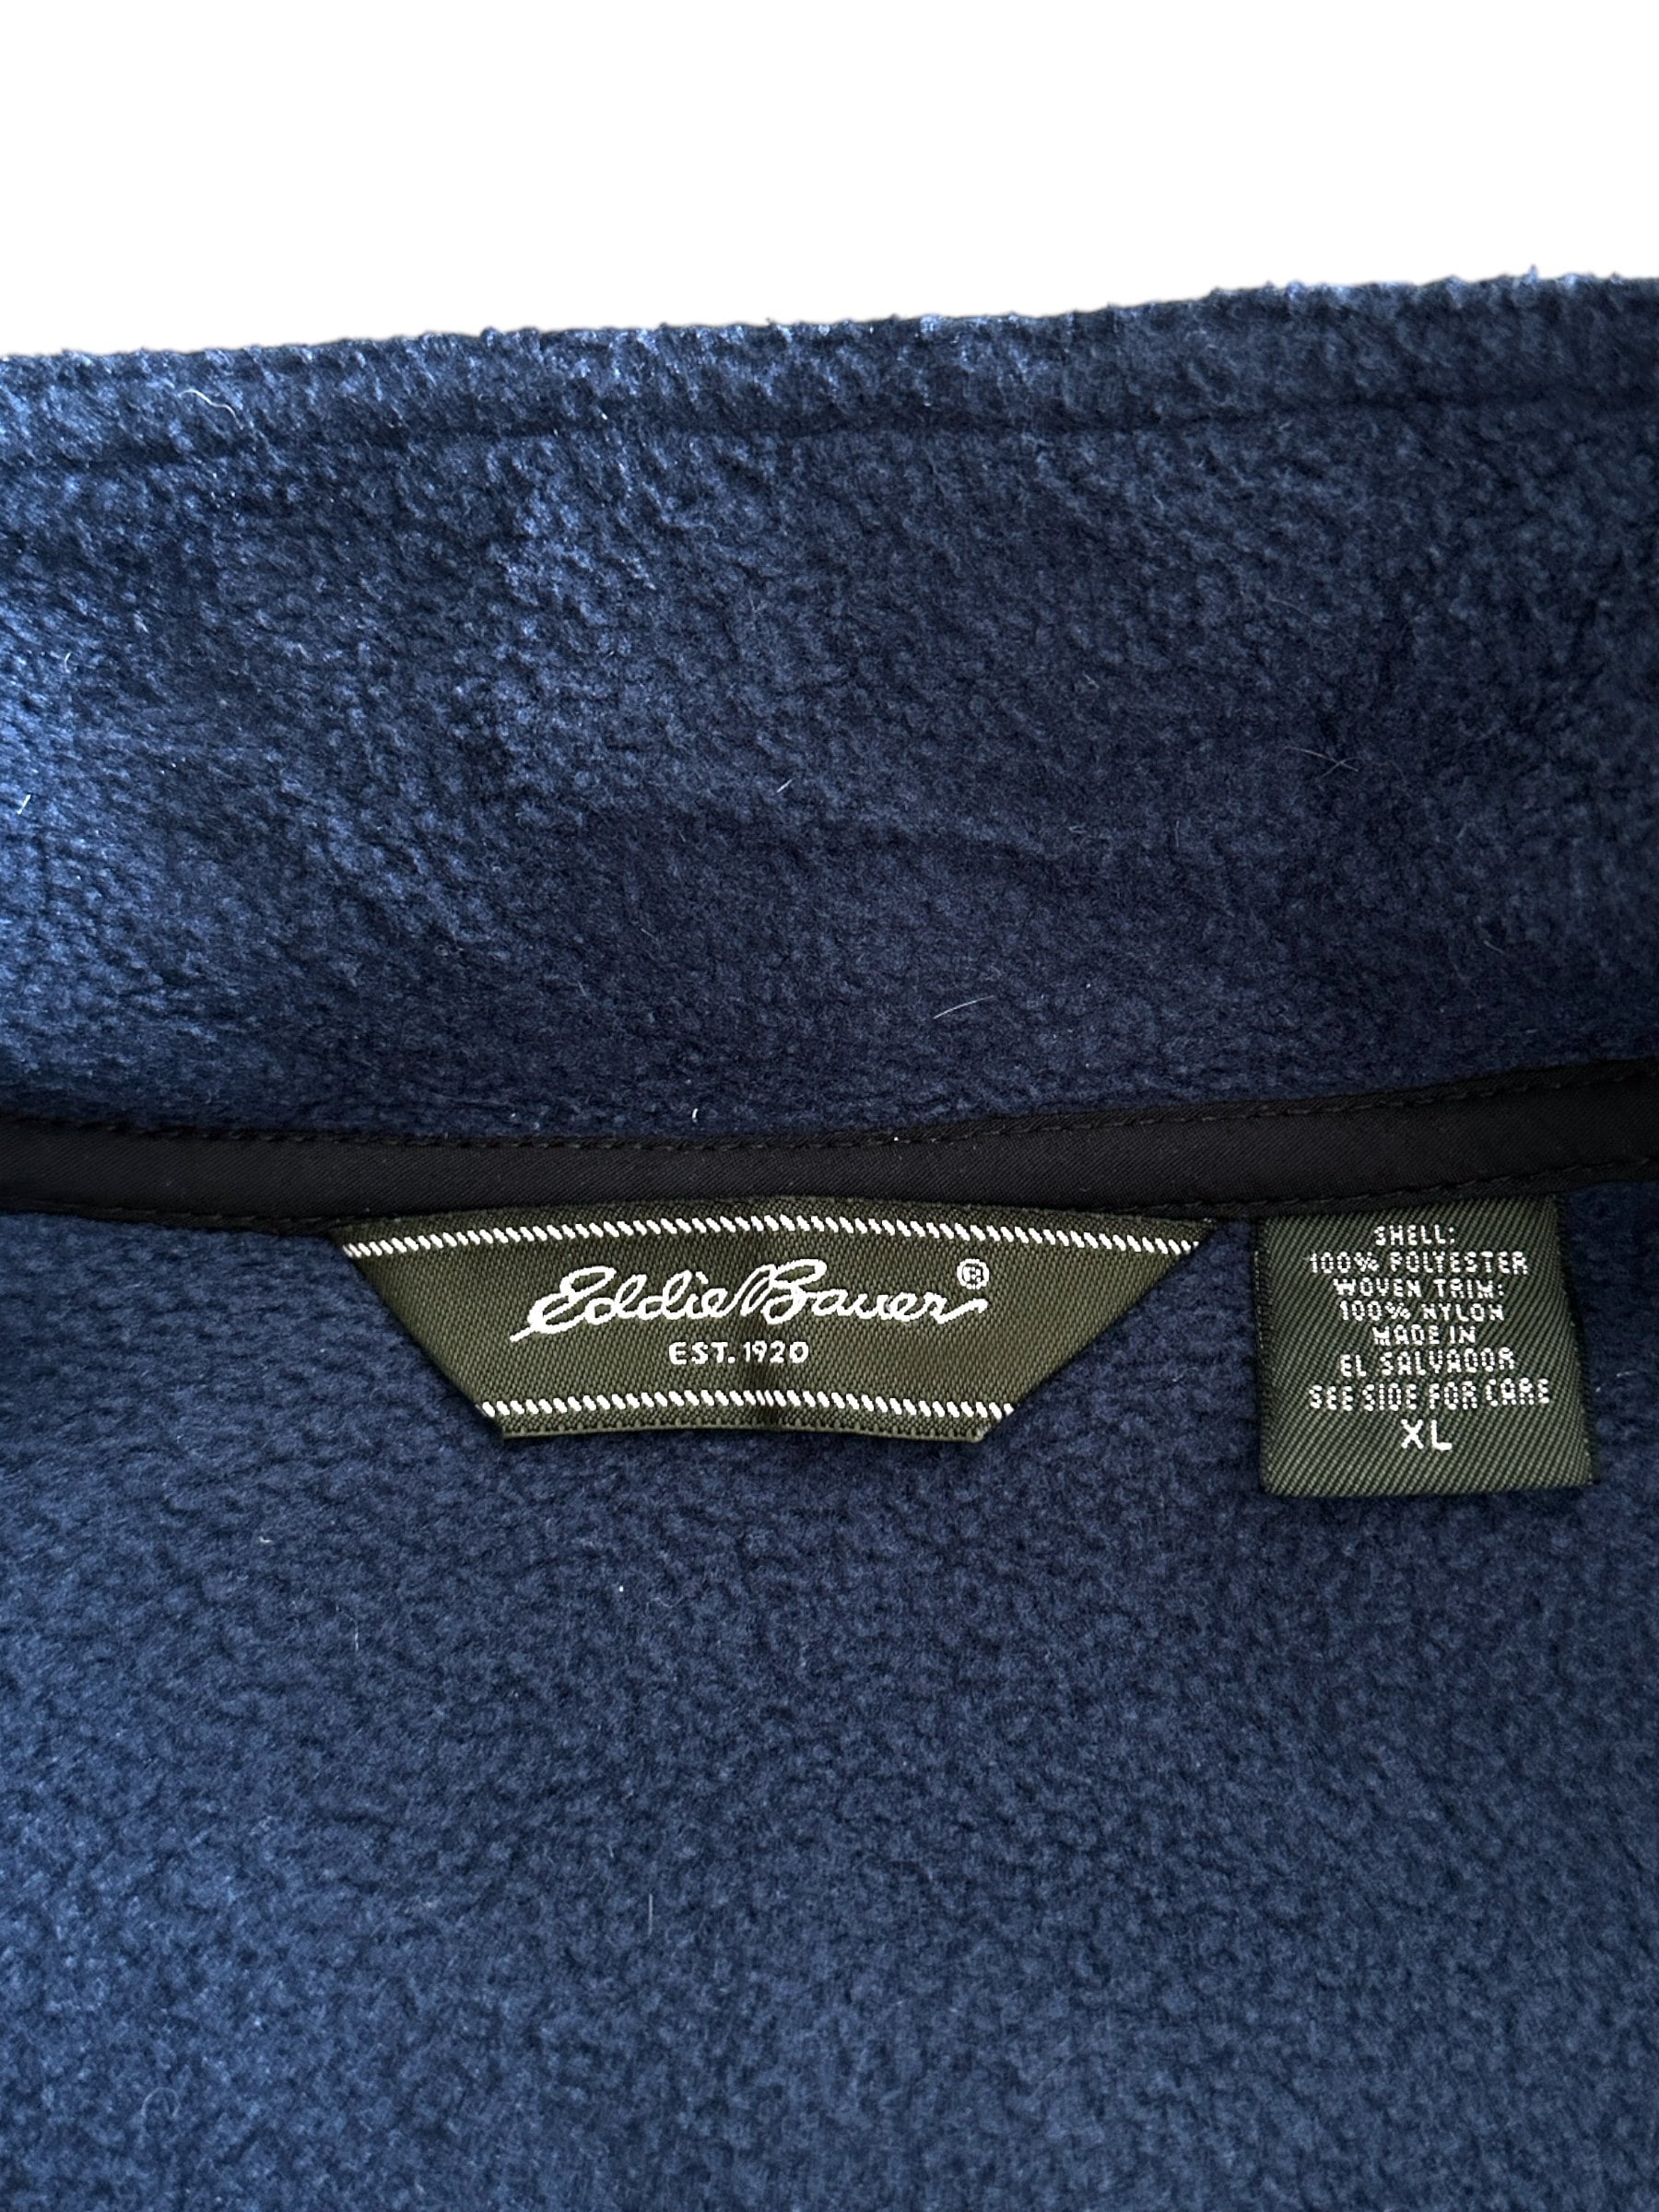 Eddie Bauer®
EST. 1920
SHELL:
100% POLYESTER
WOVEN TRIM:
100% NYLON
MADE IN
EL SALVADOR
SEE SIDE FOR CARE
XL